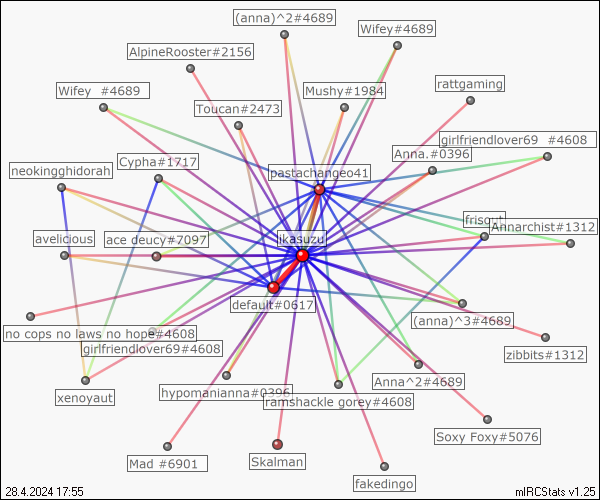 (anna)^2#4689
Wifey#4689
AlpineRooster#2156
Wifey  #4689
Mushy#1984
rattgaming
Toucan#2473
girlfriendlover69  #4608
neokingghidorah
Cypha#1717
Anna.#0396
pastachangeo41
frisout
Annarchist#1312
avelicious
ace deucy#7097
jkasuzu
default#0617
no cops no laws no hope#4608
(anna)^3#4689
girlfriendlover69#4608
zibbits#1312
xenoyaut
hypomanianna#0396
Anna^2#4689
ramshackle gorey#4608
Soxy Foxy#5076
Mad #6901
Skalman
fakedingo
28.4.2024 17:55
mIRCStats v1.25